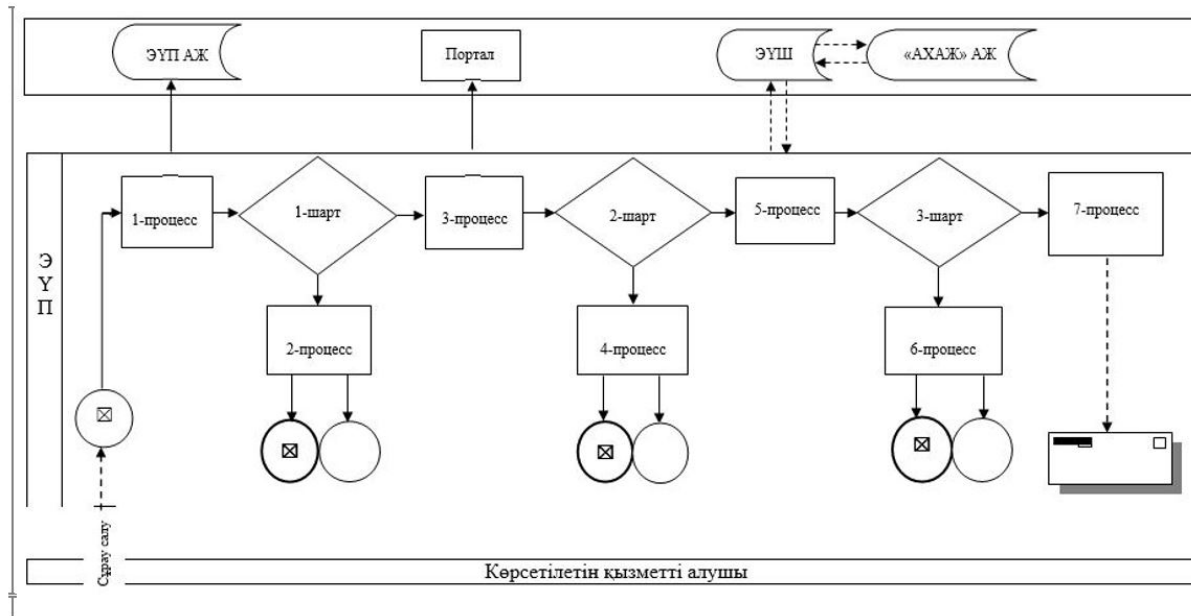 ЭҮП АЖ
Портал
ЭҮШ
«АХАЖ» АЖ
ЭҮП
1-процесс
1-шарт
3-процесс
2-шарт
5-процесс
3-шарт
7-процесс
2-процесс
4-процесс
6-процесс
Сұрау салу
Көрсетілетін қызметті алушы